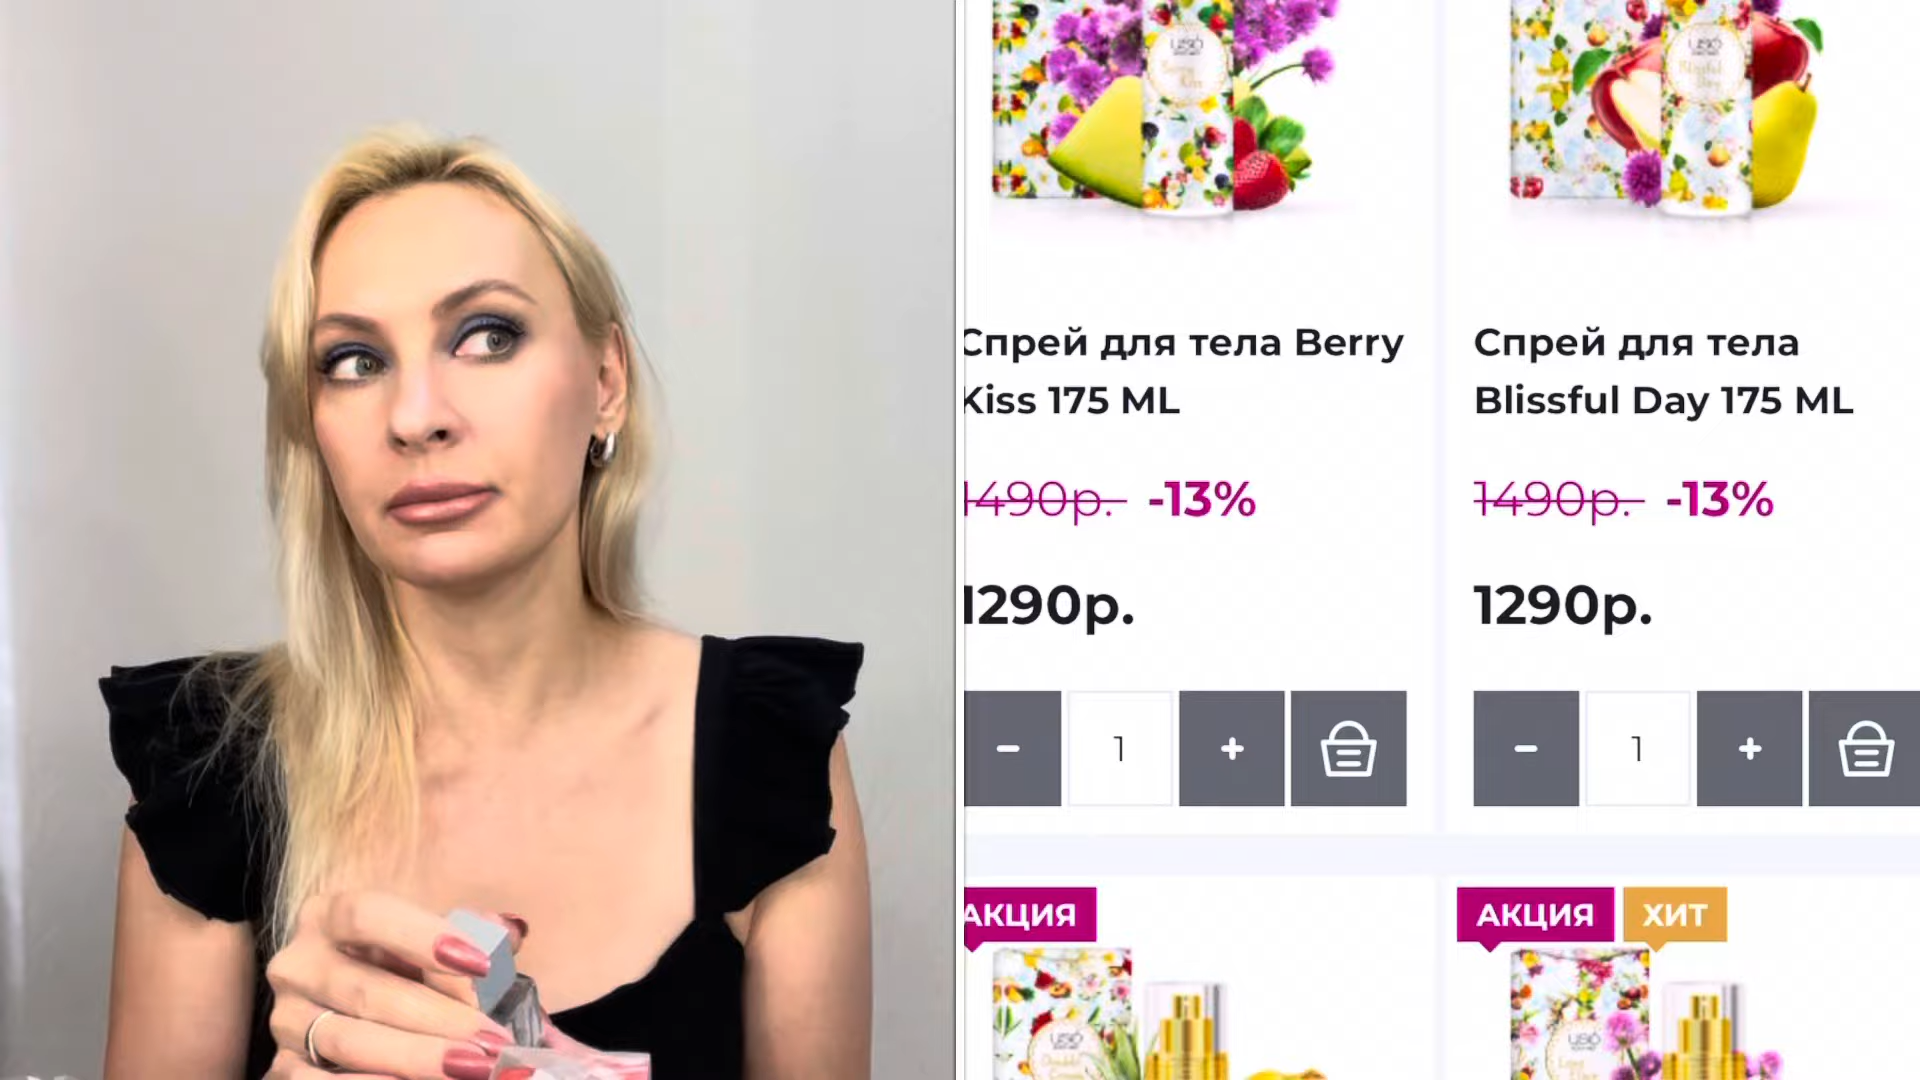 Спрей для тела Berry
Kiss 175 ML
1490р. -13%
1290р.
- 1 +
Спрей для тела
Blissful Day 175 ML
1490р. -13%
1290р.
- 1 +
АКЦИЯ
АКЦИЯ ХИТ